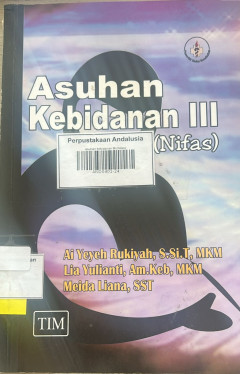 Asuhan
Kebidanan III
Perpustakaan Andalusia
(Nifas)
Ai Yeyeh Rukiyah, S.Si.T, MKM
Lia Yulianti, Am.Keb, MKM
Meida Liana, SST
TIM